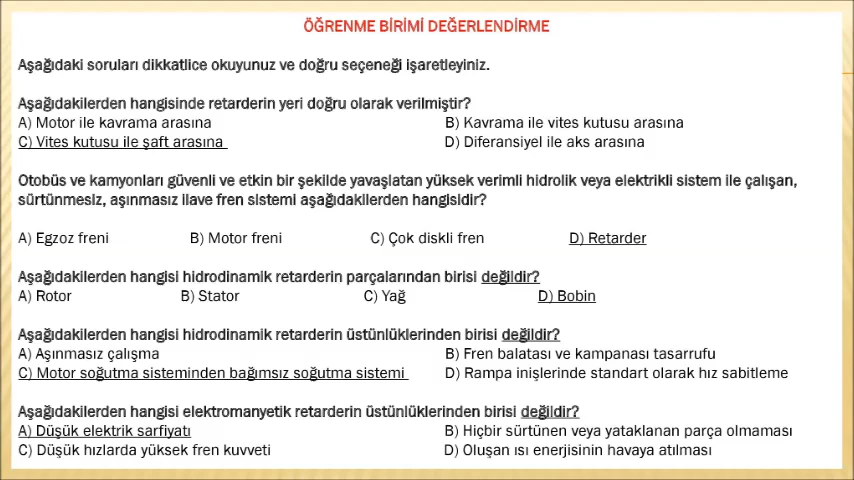 ÖĞRENME BİRİMİ DEĞERLENDİRME
Aşağıdaki soruları dikkatlice okuyunuz ve doğru seçeneği işaretleyiniz.
Aşağıdakilerden hangisinde retarderin yeri doğru olarak verilmiştir?
A) Motor ile kavrama arasına B) Kavrama ile vites kutusu arasına
C) Vites kutusu ile şaft arasına D) Diferansiyel ile aks arasına
Otobüs ve kamyonları güvenli ve etkin bir şekilde yavaşlatan yüksek verimli hidrolik veya elektrikli sistem ile çalışan,
sürtünmesiz, aşınmasız ilave fren sistemi aşağıdakilerden hangisidir?
A) Egzoz freni B) Motor freni C) Çok diskli fren D) Retarder
Aşağıdakilerden hangisi hidrodinamik retarderin parçalarından birisi değildir?
A) Rotor B) Stator C) Yağ D) Bobin
Aşağıdakilerden hangisi hidrodinamik retarderin üstünlüklerinden birisi değildir?
A) Aşınmasız çalışma B) Fren balatası ve kampanası tasarrufu
C) Motor soğutma sisteminden bağımsız soğutma sistemi D) Rampa inişlerinde standart olarak hız sabitleme
Aşağıdakilerden hangisi elektromanyetik retarderin üstünlüklerinden birisi değildir?
A) Düşük elektrik sarfiyatı B) Hiçbir sürtünen veya yataklanan parça olmaması
C) Düşük hızlarda yüksek fren kuvveti D) Oluşan ısı enerjisinin havaya atılması